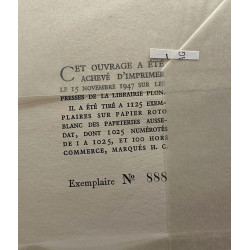 CET OUVRAGE A ÉTÉ
ACHEVÉ D'IMPRIMER
LE 15 NOVEMBRE 1947 SUR LES
PRESSES DE LA LIBRAIRIE PLON.
IL A ÉTÉ TIRÉ A 1125 EXEM-
PLAIRES SUR PAPIER ROTO
BLANC DES PAPETERIES AUSSE-
DAT, DONT 1025 NUMÉROTÉS
DE I A 1025, ET 100 HORS
COMMERCE, MARQUÉS H. C.
Exemplaire Nº 888